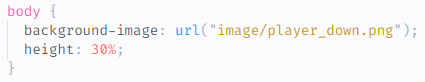 body {
  background-image: url("image/player_down.png");
  height: 30%;
}